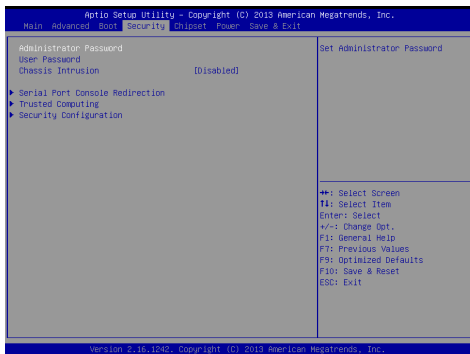 Aptio Setup Utility – Copyright (C) 2013 American Megatrends, Inc.
Main Advanced Boot Security Chipset Power Save & Exit
Administrator Password
User Password
Chassis Intrusion [Disabled]
▶ Serial Port Console Redirection
▶ Trusted Computing
▶ Security Configuration
Set Administrator Password
→←: Select Screen
↑↓: Select Item
Enter: Select
+/-: Change Opt.
F1: General Help
F7: Previous Values
F9: Optimized Defaults
F10: Save & Reset
ESC: Exit
Version 2.16.1242. Copyright (C) 2013 American Megatrends, Inc.